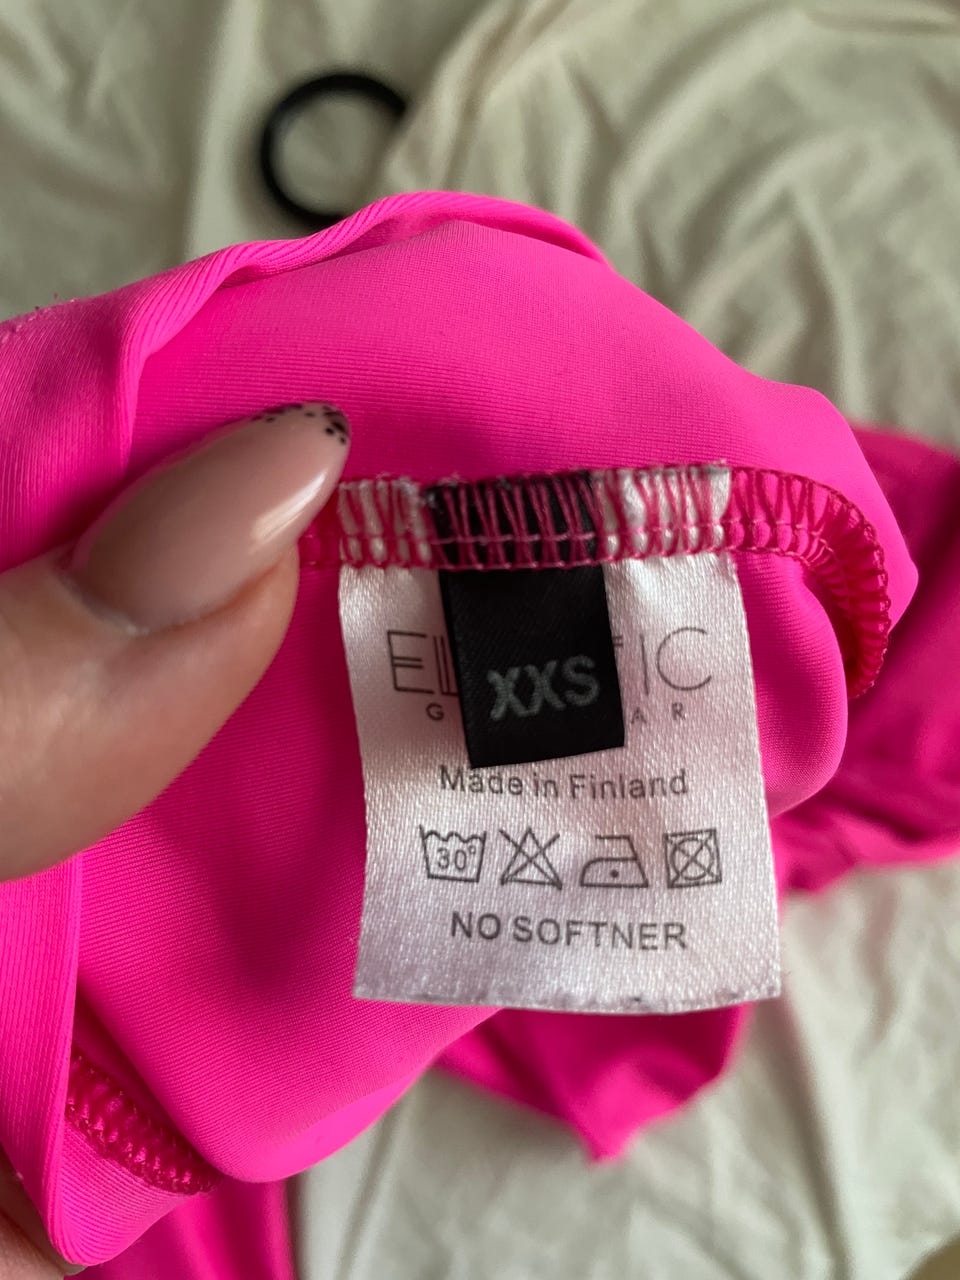 XXS
Made in Finland
30°
NO SOFTNER